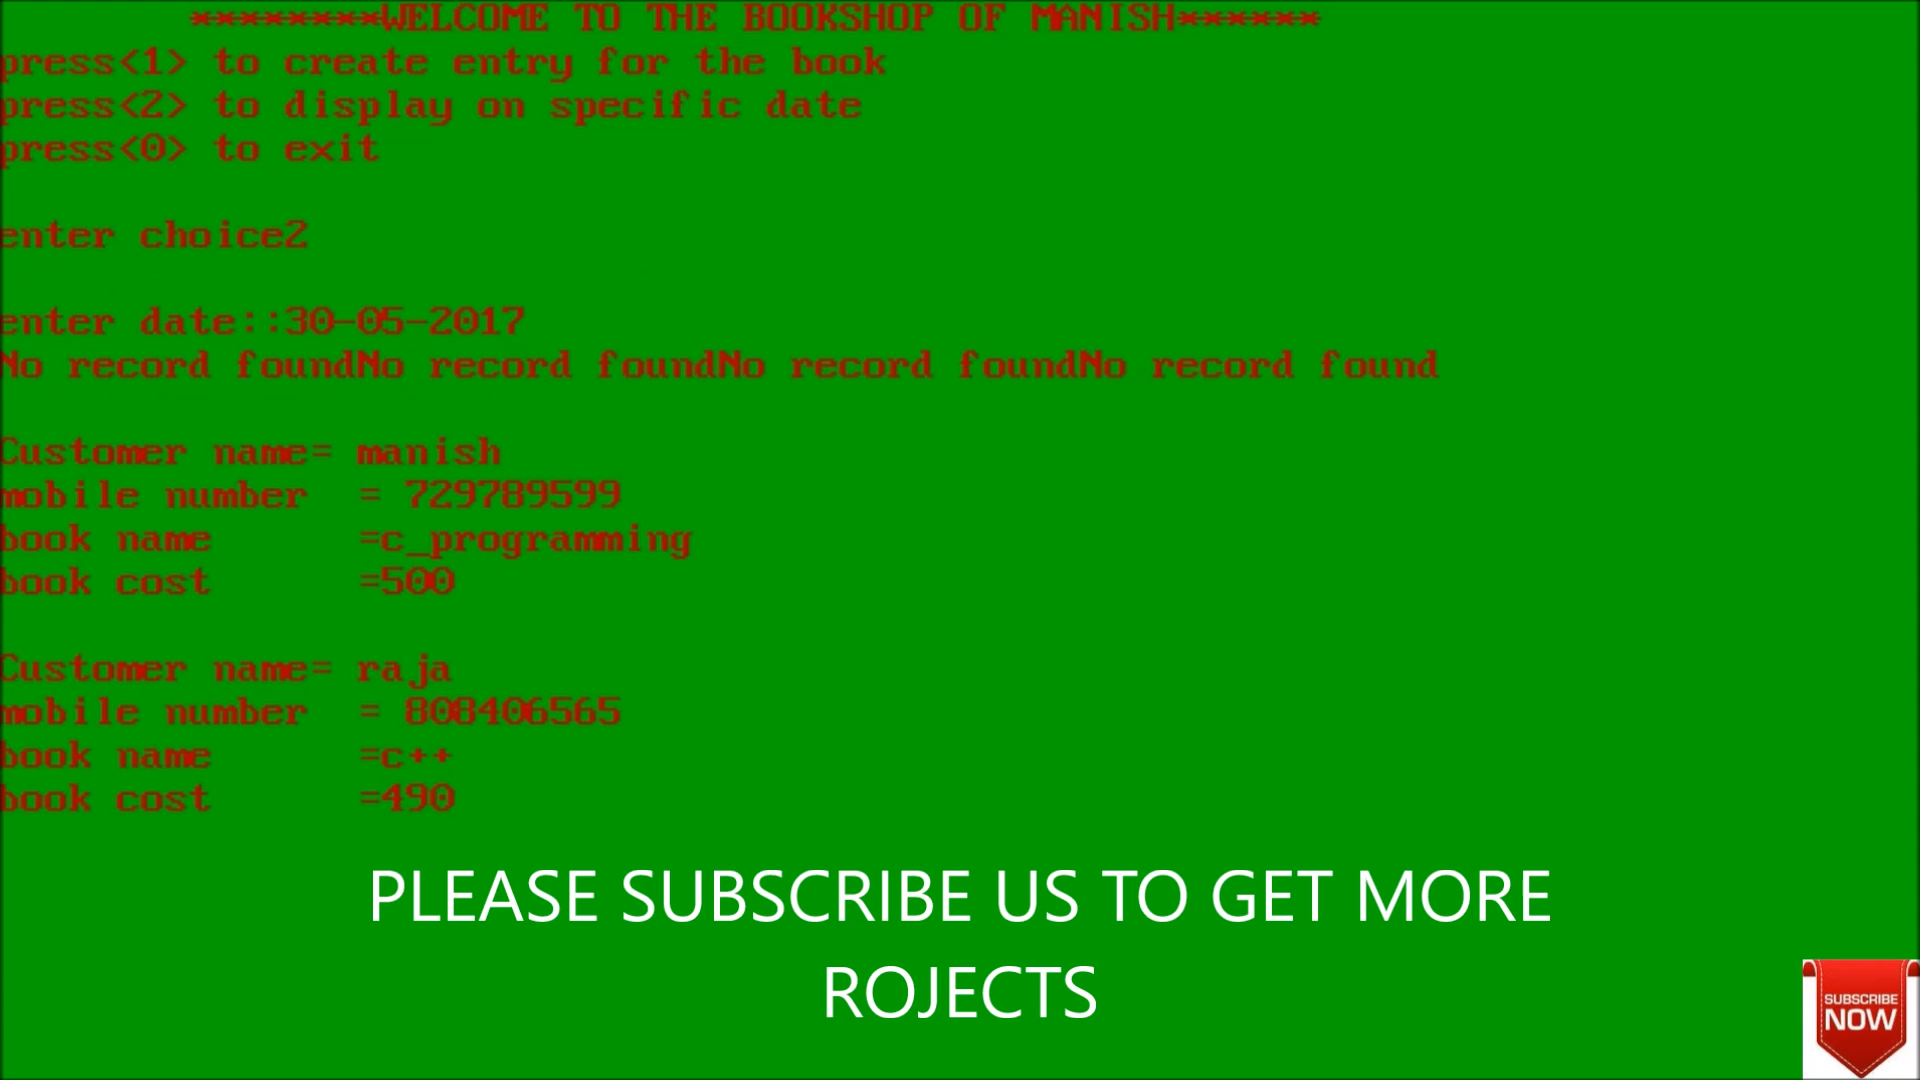 ********WELCOME TO THE BOOKSHOP OF MANISH******
press<1> to create entry for the book
press<2> to display on specific date
press<0> to exit
enter choice2
enter date::30-05-2017
No record foundNo record foundNo record foundNo record found
Customer name= manish
mobile number  = 729789599
book name      =c_programming
book cost      =500
Customer name= raja
mobile number  = 808406565
book name      =c++
book cost      =490
PLEASE SUBSCRIBE US TO GET MORE
ROJECTS
SUBSCRIBE
NOW